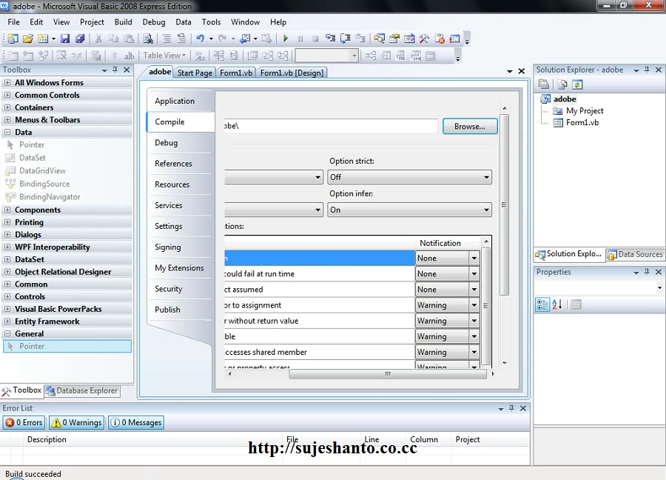 adobe - Microsoft Visual Basic 2008 Express Edition
File Edit View Project Build Debug Data Tools Window Help
Table View
Toolbox
All Windows Forms
Common Controls
Containers
Menus & Toolbars
Data
Pointer
DataSet
DataGridView
BindingSource
BindingNavigator
Components
Printing
Dialogs
WPF Interoperability
DataSet
Object Relational Designer
Common
Controls
Visual Basic PowerPacks
Entity Framework
General
Pointer
Toolbox Database Explorer
adobe Start Page Form1.vb Form1.vb [Design]
Application
Compile
Debug
References
Resources
Services
Settings
Signing
My Extensions
Security
Publish
obe\ Browse...
Option strict:
Off
Option infer:
On
tions:
Notification
n None
could fail at run time None
ct assumed None
or to assignment Warning
r without return value Warning
ble Warning
ccesses shared member Warning
or property access Warning
Solution Explorer - adobe
adobe
My Project
Form1.vb
Solution Explo... Data Sources
Properties
Error List
0 Errors 0 Warnings 0 Messages
Description File Line Column Project
http://sujeshanto.co.cc
Build succeeded